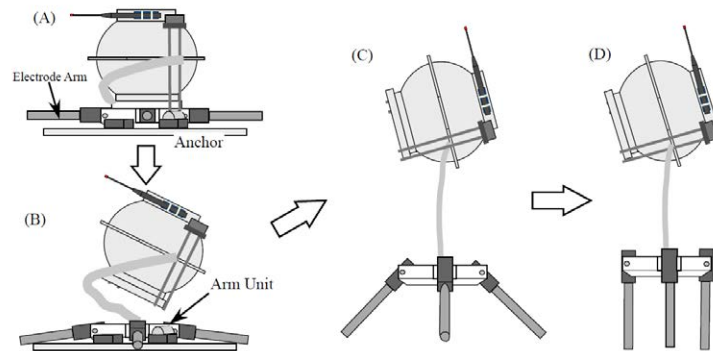 (A)
Electrode Arm
Anchor
(B)
Arm Unit
(C)
(D)